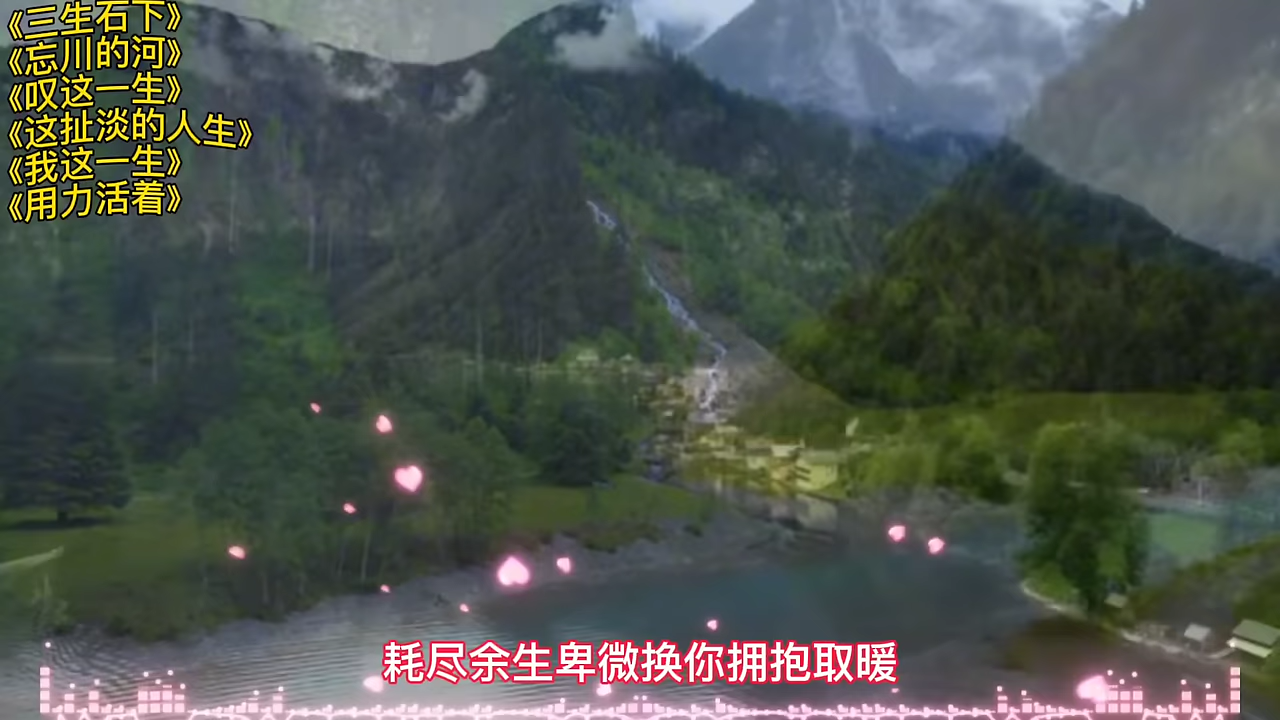 《三生石下》
《忘川的河》
《叹这一生》
《这扯淡的人生》
《我这一生》
《用力活着》
耗尽余生卑微换你拥抱取暖